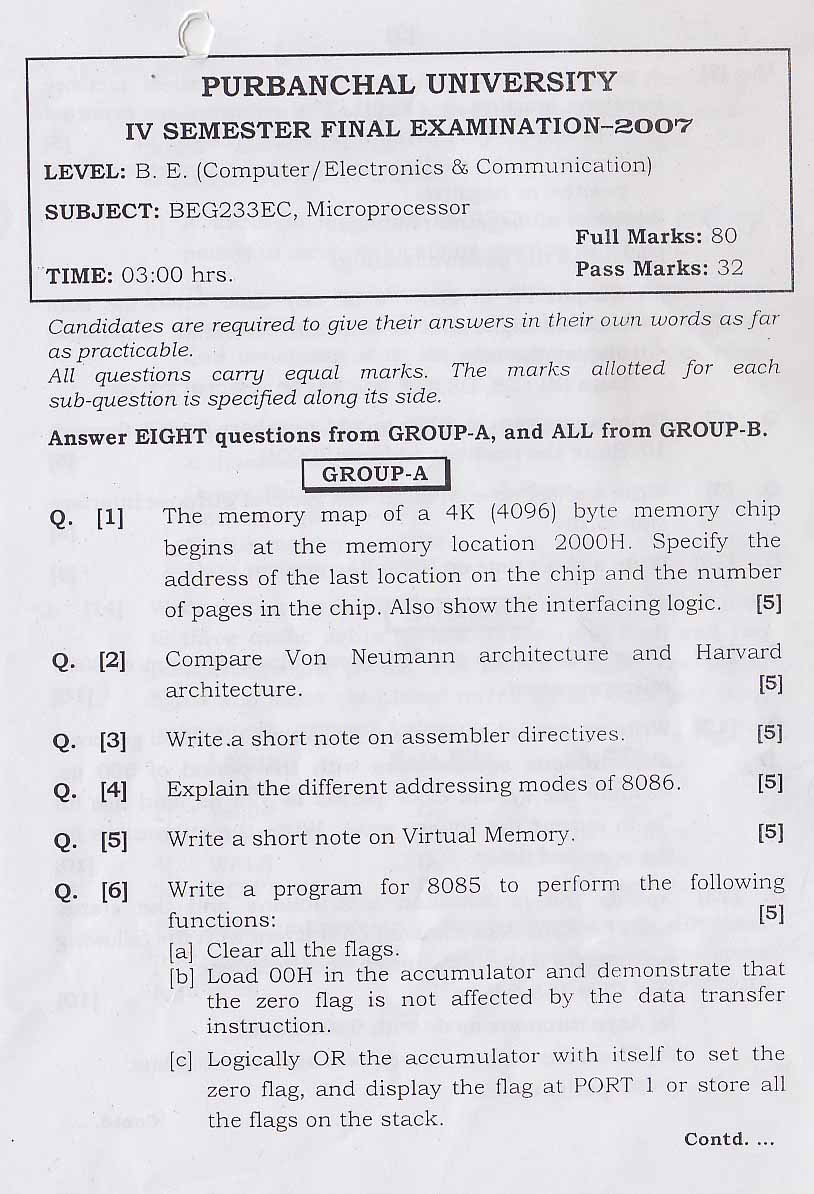 PURBANCHAL UNIVERSITY
IV SEMESTER FINAL EXAMINATION–2007
LEVEL: B. E. (Computer/Electronics & Communication)
SUBJECT: BEG233EC, Microprocessor
Full Marks: 80
TIME: 03:00 hrs. Pass Marks: 32
Candidates are required to give their answers in their own words as far
as practicable.
All questions carry equal marks. The marks allotted for each
sub-question is specified along its side.
Answer EIGHT questions from GROUP-A, and ALL from GROUP-B.
GROUP-A
Q. [1] The memory map of a 4K (4096) byte memory chip
begins at the memory location 2000H. Specify the
address of the last location on the chip and the number
of pages in the chip. Also show the interfacing logic. [5]
Q. [2] Compare Von Neumann architecture and Harvard
architecture. [5]
Q. [3] Write a short note on assembler directives. [5]
Q. [4] Explain the different addressing modes of 8086. [5]
Q. [5] Write a short note on Virtual Memory. [5]
Q. [6] Write a program for 8085 to perform the following
functions: [5]
[a] Clear all the flags.
[b] Load 00H in the accumulator and demonstrate that
the zero flag is not affected by the data transfer
instruction.
[c] Logically OR the accumulator with itself to set the
zero flag, and display the flag at PORT 1 or store all
the flags on the stack.
Contd. ...